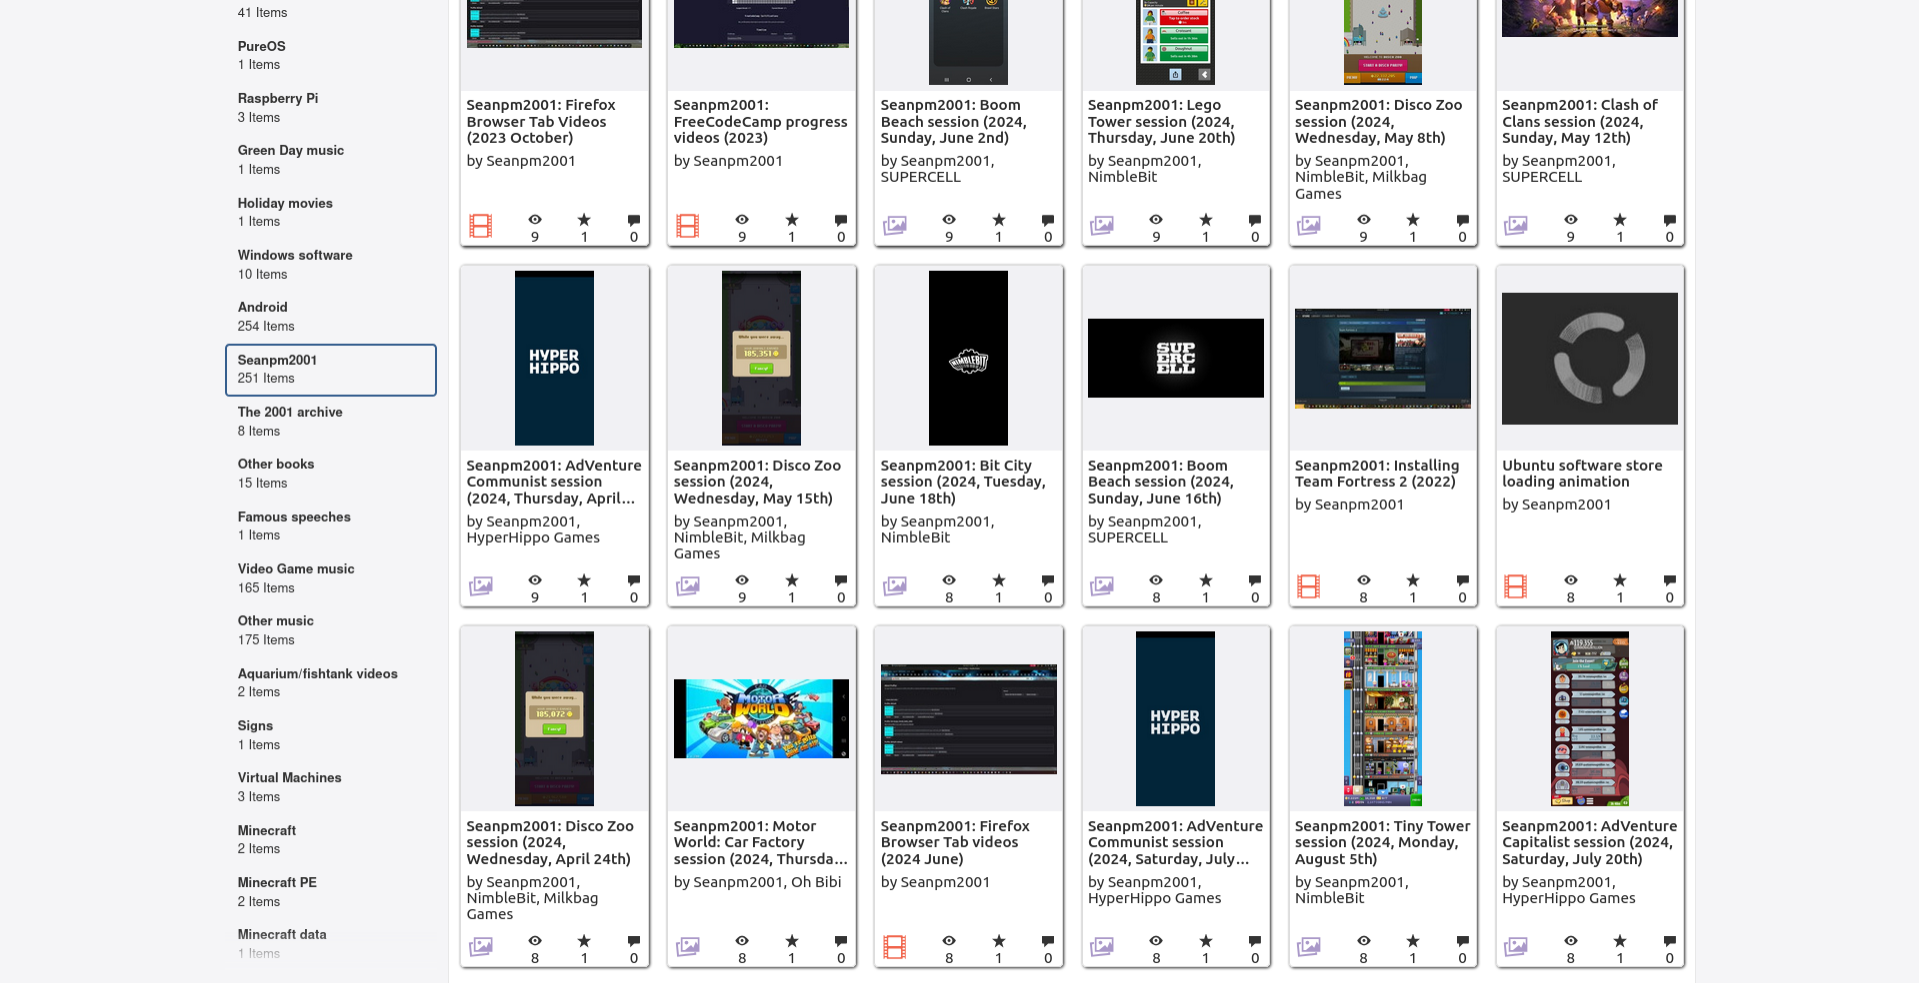 41 Items
PureOS
1 Items
Raspberry Pi
3 Items
Green Day music
1 Items
Holiday movies
1 Items
Windows software
10 Items
Android
254 Items
Seanpm2001
251 Items
The 2001 archive
8 Items
Other books
15 Items
Famous speeches
1 Items
Video Game music
165 Items
Other music
175 Items
Aquarium/fishtank videos
2 Items
Signs
1 Items
Virtual Machines
3 Items
Minecraft
2 Items
Minecraft PE
2 Items
Minecraft data
1 Items
Seanpm2001: Firefox
Browser Tab Videos
(2023 October)
by Seanpm2001
9 1 0
Seanpm2001:
FreeCodeCamp progress
videos (2023)
by Seanpm2001
9 1 0
Seanpm2001: Boom
Beach session (2024,
Sunday, June 2nd)
by Seanpm2001,
SUPERCELL
9 1 0
Seanpm2001: Lego
Tower session (2024,
Thursday, June 20th)
by Seanpm2001,
NimbleBit
9 1 0
Seanpm2001: Disco Zoo
session (2024,
Wednesday, May 8th)
by Seanpm2001,
NimbleBit, Milkbag
Games
9 1 0
Seanpm2001: Clash of
Clans session (2024,
Sunday, May 12th)
by Seanpm2001,
SUPERCELL
9 1 0
HYPER
HIPPO
Seanpm2001: AdVenture
Communist session
(2024, Thursday, April...
by Seanpm2001,
HyperHippo Games
9 1 0
While you were away...
185,351
Seanpm2001: Disco Zoo
session (2024,
Wednesday, May 15th)
by Seanpm2001,
NimbleBit, Milkbag
Games
9 1 0
NIMBLEBIT
Seanpm2001: Bit City
session (2024, Tuesday,
June 18th)
by Seanpm2001,
NimbleBit
8 1 0
SUP
ERC
ELL
Seanpm2001: Boom
Beach session (2024,
Sunday, June 16th)
by Seanpm2001,
SUPERCELL
8 1 0
Seanpm2001: Installing
Team Fortress 2 (2022)
by Seanpm2001
8 1 0
Ubuntu software store
loading animation
by Seanpm2001
8 1 0
While you were away...
185,072
Seanpm2001: Disco Zoo
session (2024,
Wednesday, April 24th)
by Seanpm2001,
NimbleBit, Milkbag
Games
8 1 0
MOTOR
WORLD
Seanpm2001: Motor
World: Car Factory
session (2024, Thursda...
by Seanpm2001, Oh Bibi
8 1 0
Seanpm2001: Firefox
Browser Tab videos
(2024 June)
by Seanpm2001
8 1 0
HYPER
HIPPO
Seanpm2001: AdVenture
Communist session
(2024, Saturday, July...
by Seanpm2001,
HyperHippo Games
8 1 0
Seanpm2001: Tiny Tower
session (2024, Monday,
August 5th)
by Seanpm2001,
NimbleBit
8 1 0
Seanpm2001: AdVenture
Capitalist session (2024,
Saturday, July 20th)
by Seanpm2001,
HyperHippo Games
8 1 0